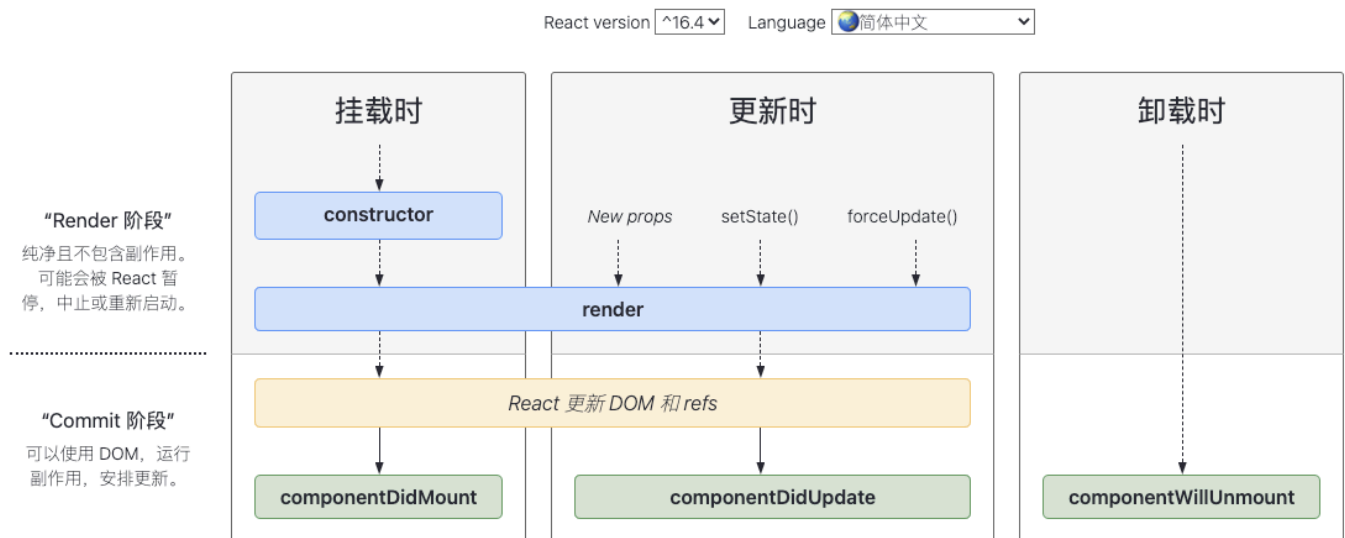 React version ^16.4 Language 🌏简体中文
挂载时 更新时 卸载时
“Render 阶段”
纯净且不包含副作用。
可能会被 React 暂
停，中止或重新启动。
constructor
New props setState() forceUpdate()
render
“Commit 阶段”
可以使用 DOM，运行
副作用，安排更新。
React 更新 DOM 和 refs
componentDidMount componentDidUpdate componentWillUnmount